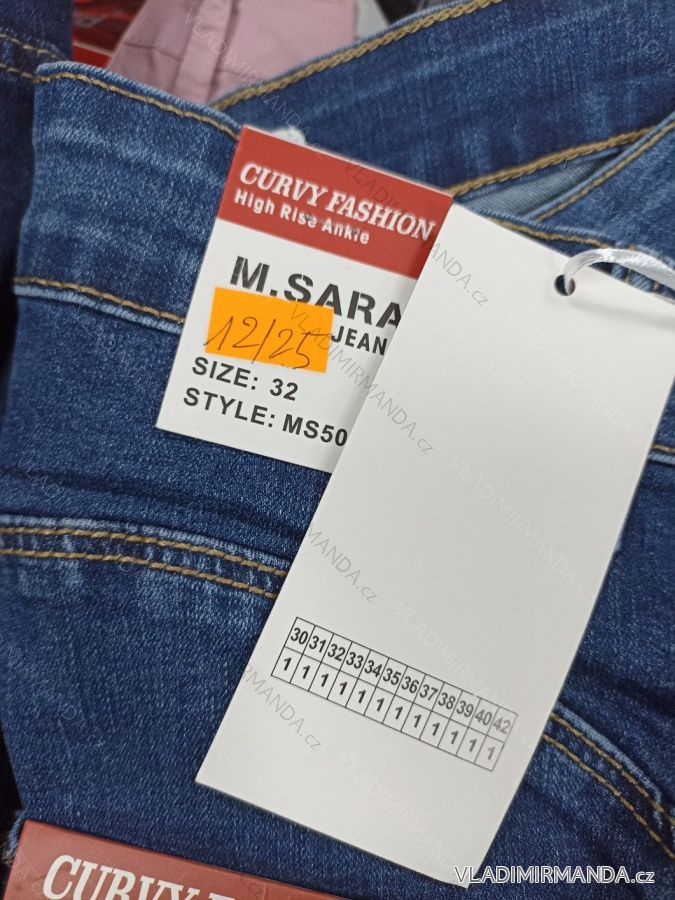 CURVY FASHION
High Rise Ankle
M.SARA
JEAN
12/25
SIZE: 32
STYLE: MS50
30 31 32 33 34 35 36 37 38 39 40 42
1 1 1 1 1 1 1 1 1 1 1 1
CURVY F
VLADIMIRMANDA.cz